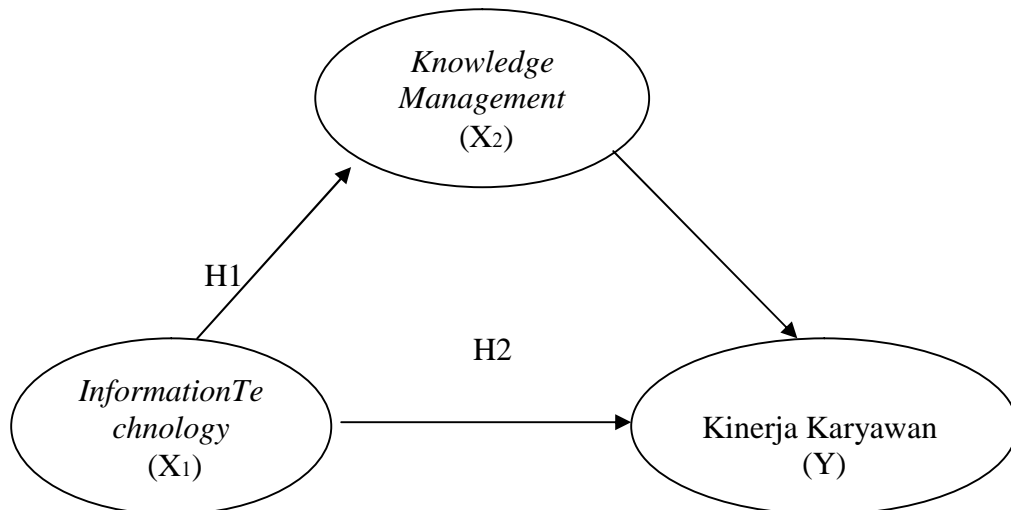 Knowledge
Management
(X2)
H1
H2
InformationTe
chnology
(X1)
Kinerja Karyawan
(Y)